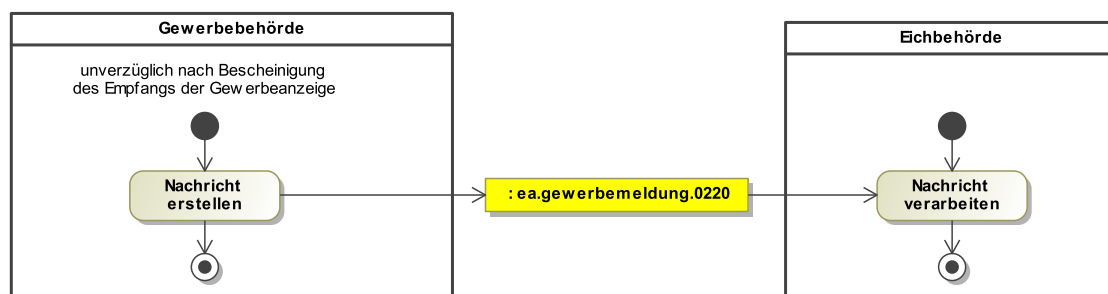 Gewerbebehörde
unverzüglich nach Bescheinigung
des Empfangs der Gewerbeanzeige
Nachricht
erstellen
: ea.gewerbemeldung.0220
Eichbehörde
Nachricht
verarbeiten